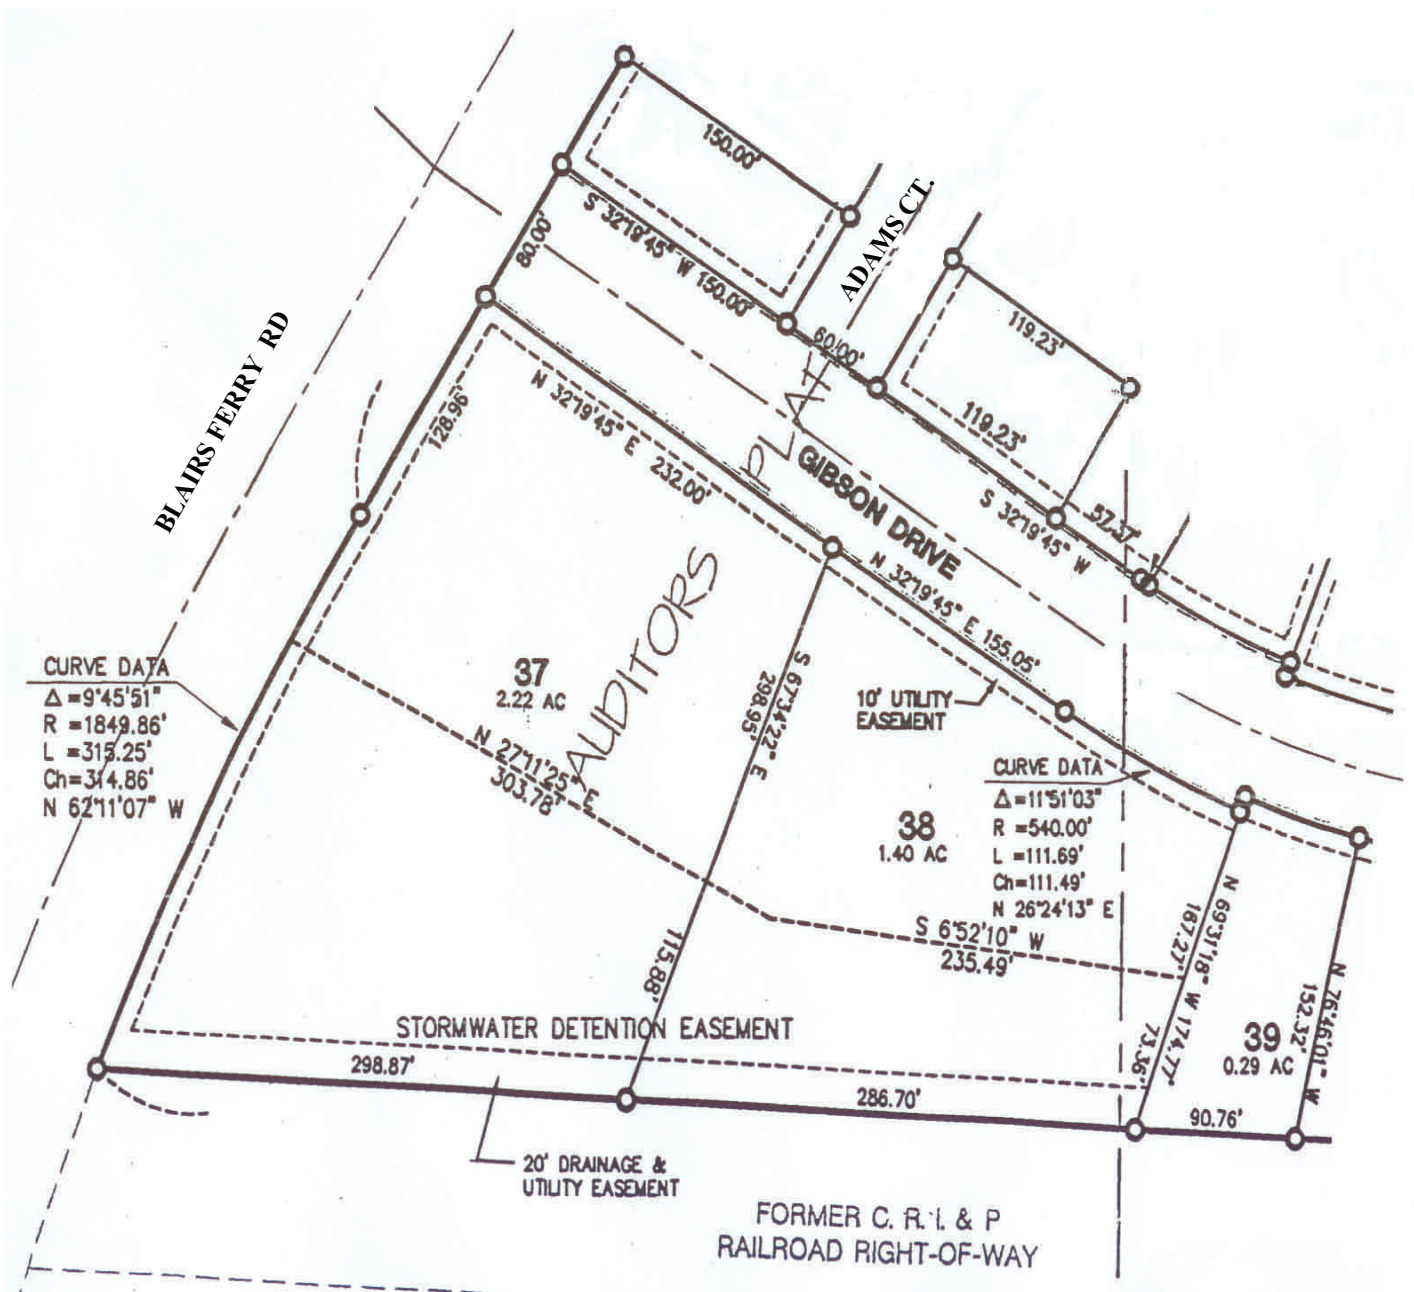 150.00'
ADAMS CT.
S 32°19'45" W 150.00'
80.00'
60.00'
119.23'
119.23'
BLAIRS FERRY RD
128.96'
N 32°19'45" E 232.00'
PLAT
GIBSON DRIVE
S 32°19'45" W
57.37'
N 32°19'45" E 155.05'
AUDITORS
CURVE DATA
Δ =9°45'51"
R =1849.86'
L =315.25'
Ch=314.86'
N 62°11'07" W
37
2.22 AC
S 67°34'22" E
298.95'
10' UTILITY
EASEMENT
N 27°11'25" E
303.78'
38
1.40 AC
CURVE DATA
Δ =11°51'03"
R =540.00'
L =111.69'
Ch=111.49'
N 26°24'13" E
S 6°52'10" W
235.49'
115.88'
N 69°31'18" W 174.77'
167.27'
73.36'
N 76°46'01" W
152.32'
39
0.29 AC
STORMWATER DETENTION EASEMENT
298.87'
286.70'
90.76'
20' DRAINAGE &
UTILITY EASEMENT
FORMER C. R. I. & P
RAILROAD RIGHT-OF-WAY